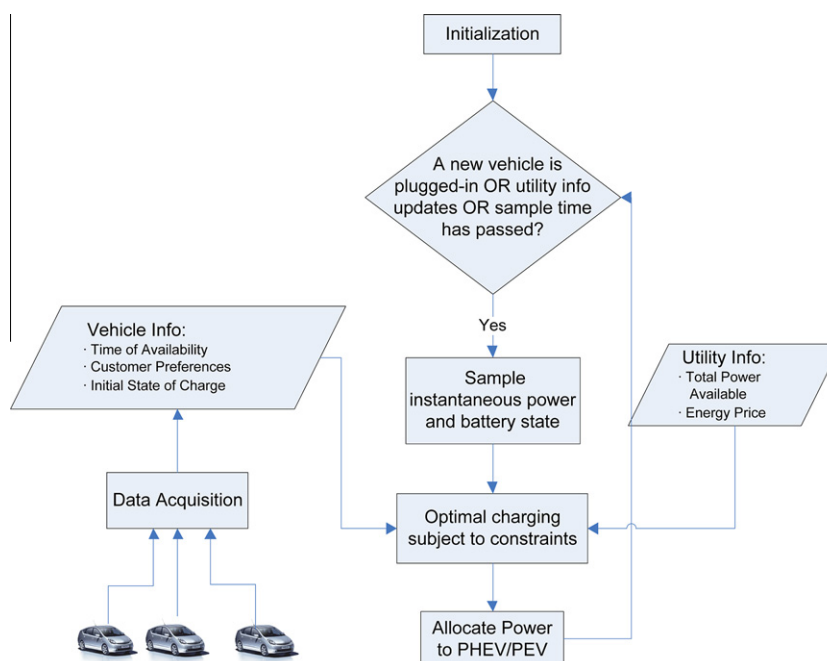 Initialization
A new vehicle is
plugged-in OR utility info
updates OR sample time
has passed?
Yes
Vehicle Info:
· Time of Availability
· Customer Preferences
· Initial State of Charge
Sample
instantaneous power
and battery state
Utility Info:
· Total Power
Available
· Energy Price
Data Acquisition
Optimal charging
subject to constraints
Allocate Power
to PHEV/PEV